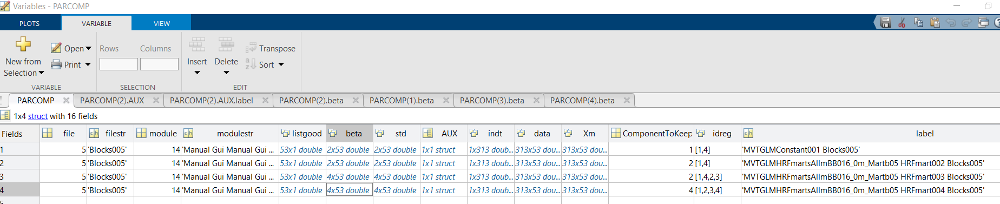 Variables - PARCOMP
PLOTS VARIABLE VIEW
New from Selection
Open
Print
VARIABLE
Rows Columns
SELECTION
Insert
Delete
Transpose
Sort
EDIT
PARCOMP PARCOMP(2).AUX PARCOMP(2).AUX.label PARCOMP(2).beta PARCOMP(1).beta PARCOMP(3).beta PARCOMP(4).beta
1x4 struct with 16 fields
Fields file filestr module modulestr listgood beta std AUX indt data Xm ComponentToKeep idreg label
1 5 'Blocks005' 14 'Manual Gui Manual Gui ... 53x1 double 2x53 double 2x53 double 1x1 struct 1x313 doub... 313x53 dou... 313x53 dou... 1 [1,4] 'MVTGLMConstant001 Blocks005'
2 5 'Blocks005' 14 'Manual Gui Manual Gui ... 53x1 double 2x53 double 2x53 double 1x1 struct 1x313 doub... 313x53 dou... 313x53 dou... 2 [1,4] 'MVTGLMHRFmartsAllmBB016_0m_Martb05 HRFmart002 Blocks005'
3 5 'Blocks005' 14 'Manual Gui Manual Gui ... 53x1 double 4x53 double 4x53 double 1x1 struct 1x313 doub... 313x53 dou... 313x53 dou... 2 [1,4,2,3] 'MVTGLMHRFmartsAllmBB016_0m_Martb05 HRFmart003 Blocks005'
4 5 'Blocks005' 14 'Manual Gui Manual Gui ... 53x1 double 4x53 double 4x53 double 1x1 struct 1x313 doub... 313x53 dou... 313x53 dou... 4 [1,2,3,4] 'MVTGLMHRFmartsAllmBB016_0m_Martb05 HRFmart004 Blocks005'